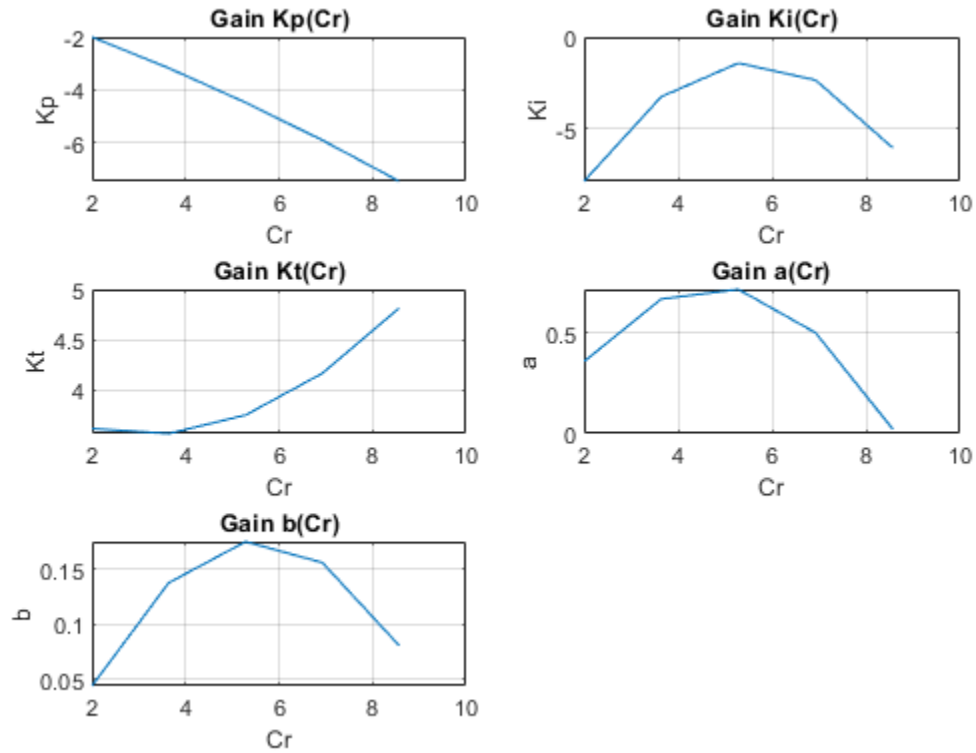 Gain Kp(Cr)
-2
-4
-6
Kp
2 4 6 8 10
Cr
Gain Ki(Cr)
0
-5
Ki
2 4 6 8 10
Cr
Gain Kt(Cr)
5
4.5
4
Kt
2 4 6 8 10
Cr
Gain a(Cr)
0.5
0
a
2 4 6 8 10
Cr
Gain b(Cr)
0.15
0.1
0.05
b
2 4 6 8 10
Cr